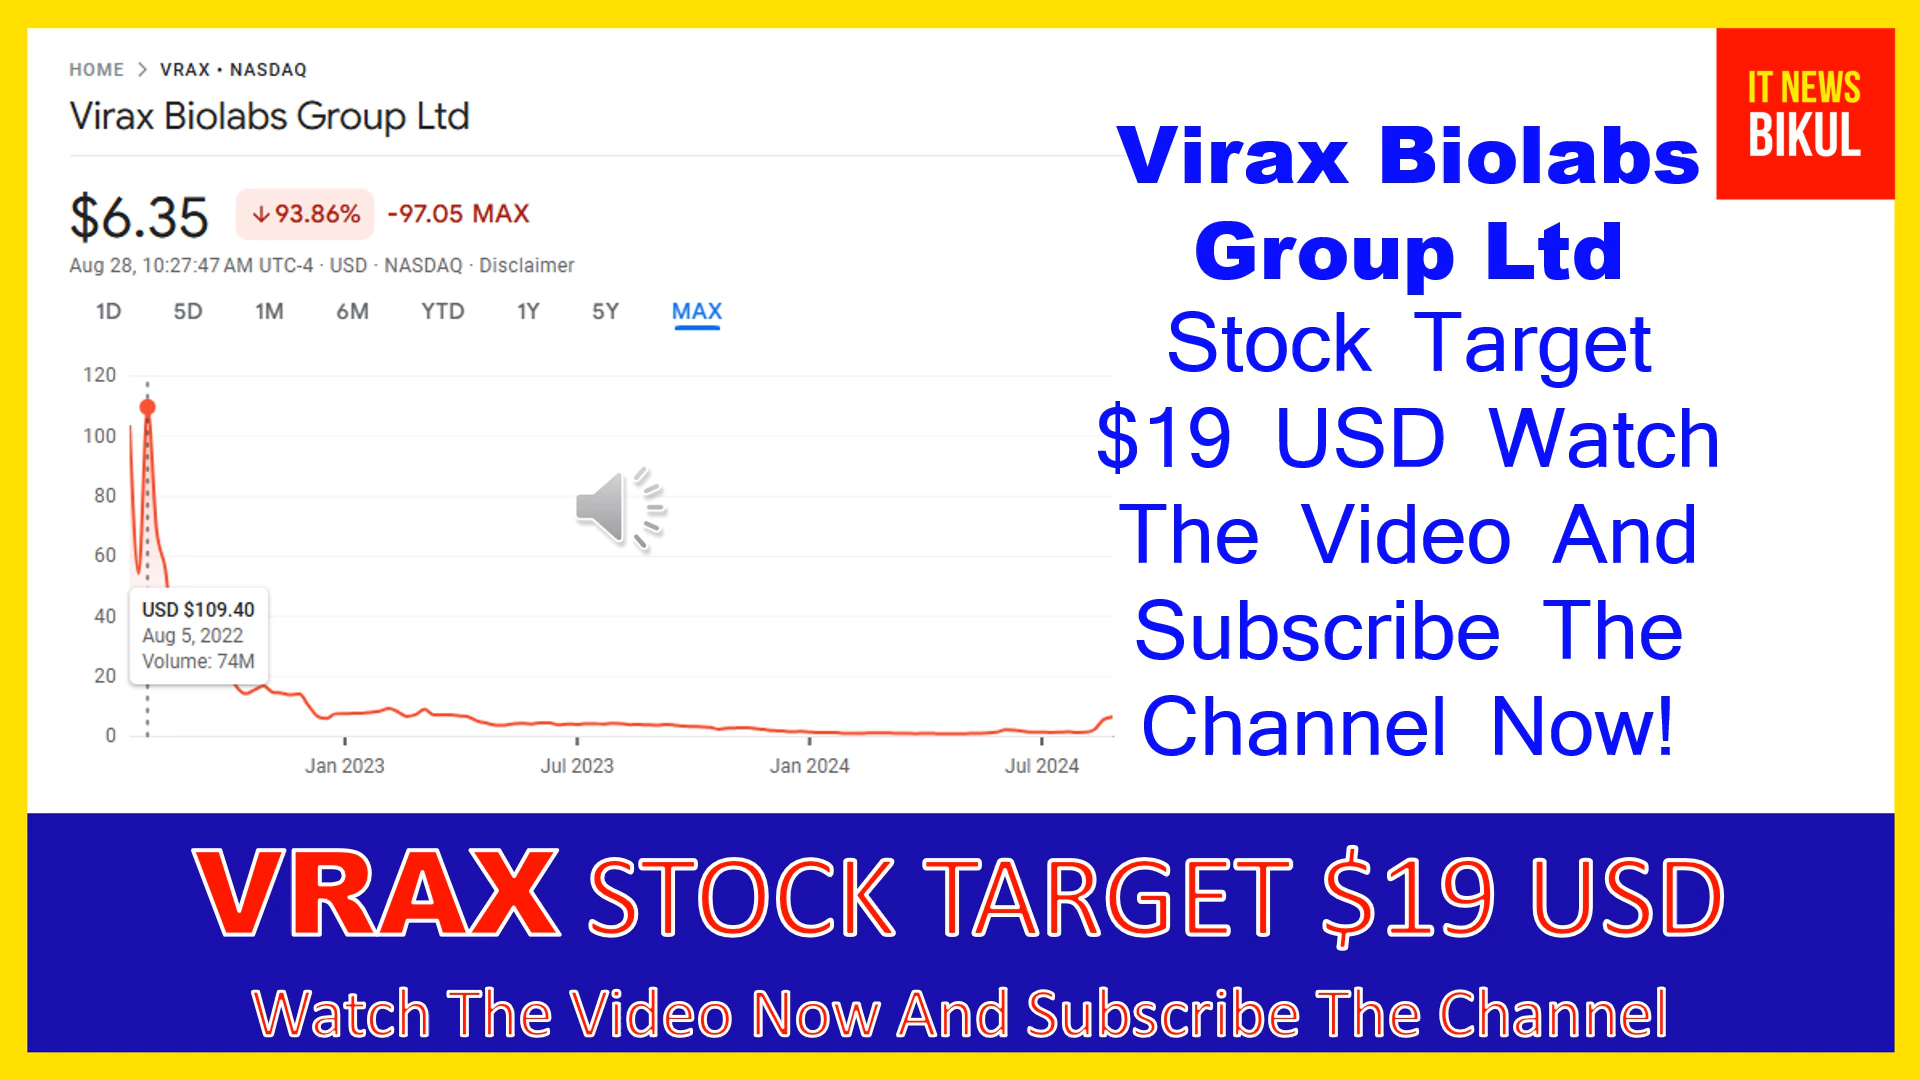 HOME > VRAX • NASDAQ
Virax Biolabs Group Ltd
$6.35 ↓93.86% -97.05 MAX
Aug 28, 10:27:47 AM UTC-4 · USD · NASDAQ · Disclaimer
1D 5D 1M 6M YTD 1Y 5Y MAX
120
100
80
60
40
20
0
USD $109.40
Aug 5, 2022
Volume: 74M
Jan 2023 Jul 2023 Jan 2024 Jul 2024
Virax Biolabs
Group Ltd
Stock Target
$19 USD Watch
The Video And
Subscribe The
Channel Now!
IT NEWS
BIKUL
VRAX STOCK TARGET $19 USD
Watch The Video Now And Subscribe The Channel